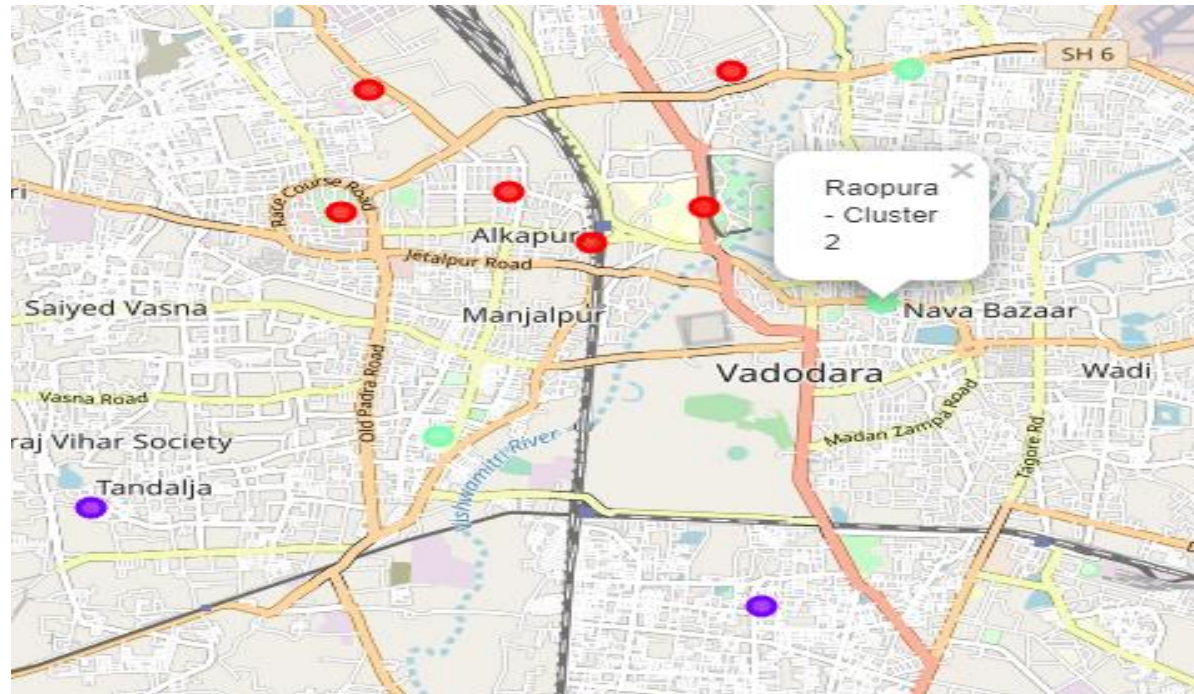 SH 6
Race Course Road
Raopura
- Cluster
2
×
ri
Alkapuri
Jetalpur Road
Saiyed Vasna
Manjalpur
Nava Bazaar
Vadodara
Wadi
Vasna Road
Old Padra Road
Madan Zampa Road
Tagore Rd
raj Vihar Society
Vishwamitri River
Tandalja